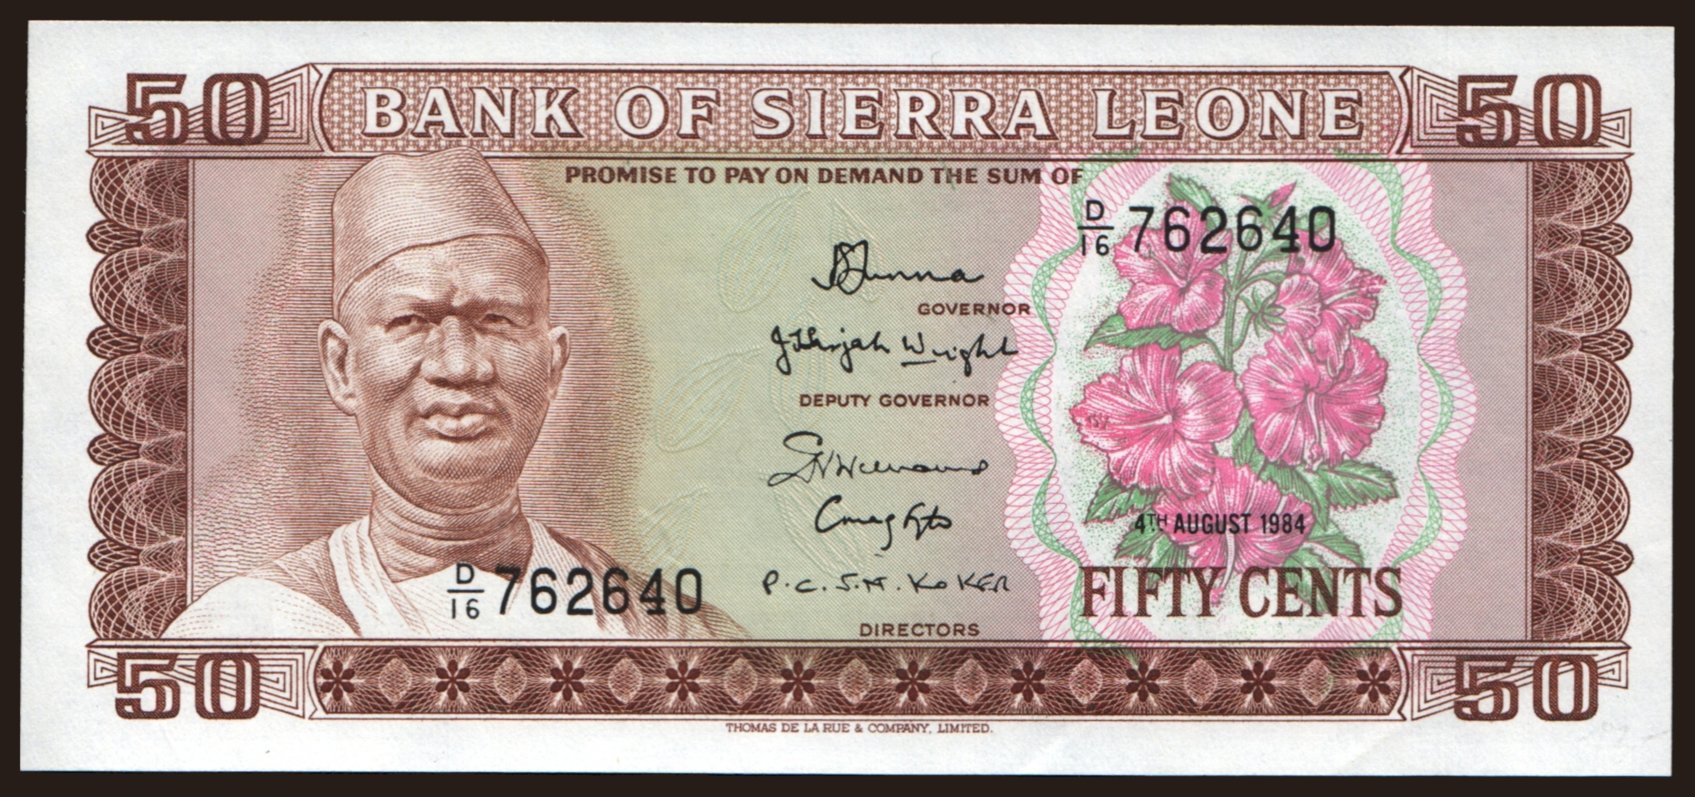 50 BANK OF SIERRA LEONE 50
PROMISE TO PAY ON DEMAND THE SUM OF
D/16 762640
GOVERNOR
DEPUTY GOVERNOR
4TH AUGUST 1984
D/16 762640
P.C. S.H. KOKER
FIFTY CENTS
DIRECTORS
50 50
THOMAS DE LA RUE & COMPANY, LIMITED.